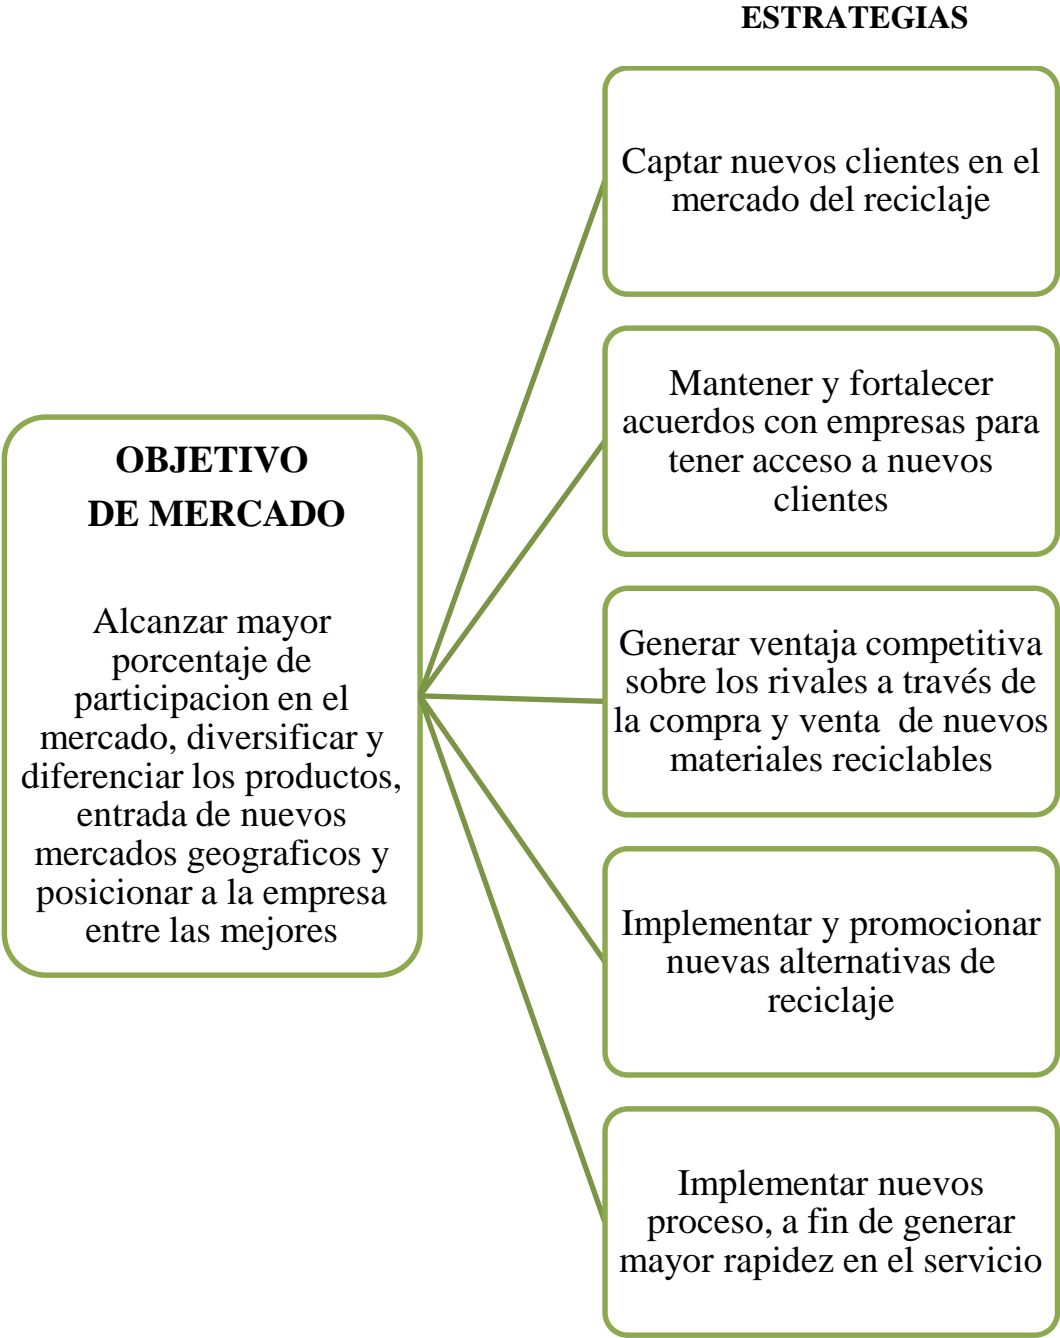 ESTRATEGIAS
OBJETIVO
DE MERCADO
Alcanzar mayor
porcentaje de
participacion en el
mercado, diversificar y
diferenciar los productos,
entrada de nuevos
mercados geograficos y
posicionar a la empresa
entre las mejores
Captar nuevos clientes en el
mercado del reciclaje
Mantener y fortalecer
acuerdos con empresas para
tener acceso a nuevos
clientes
Generar ventaja competitiva
sobre los rivales a través de
la compra y venta  de nuevos
materiales reciclables
Implementar y promocionar
nuevas alternativas de
reciclaje
Implementar nuevos
proceso, a fin de generar
mayor rapidez en el servicio